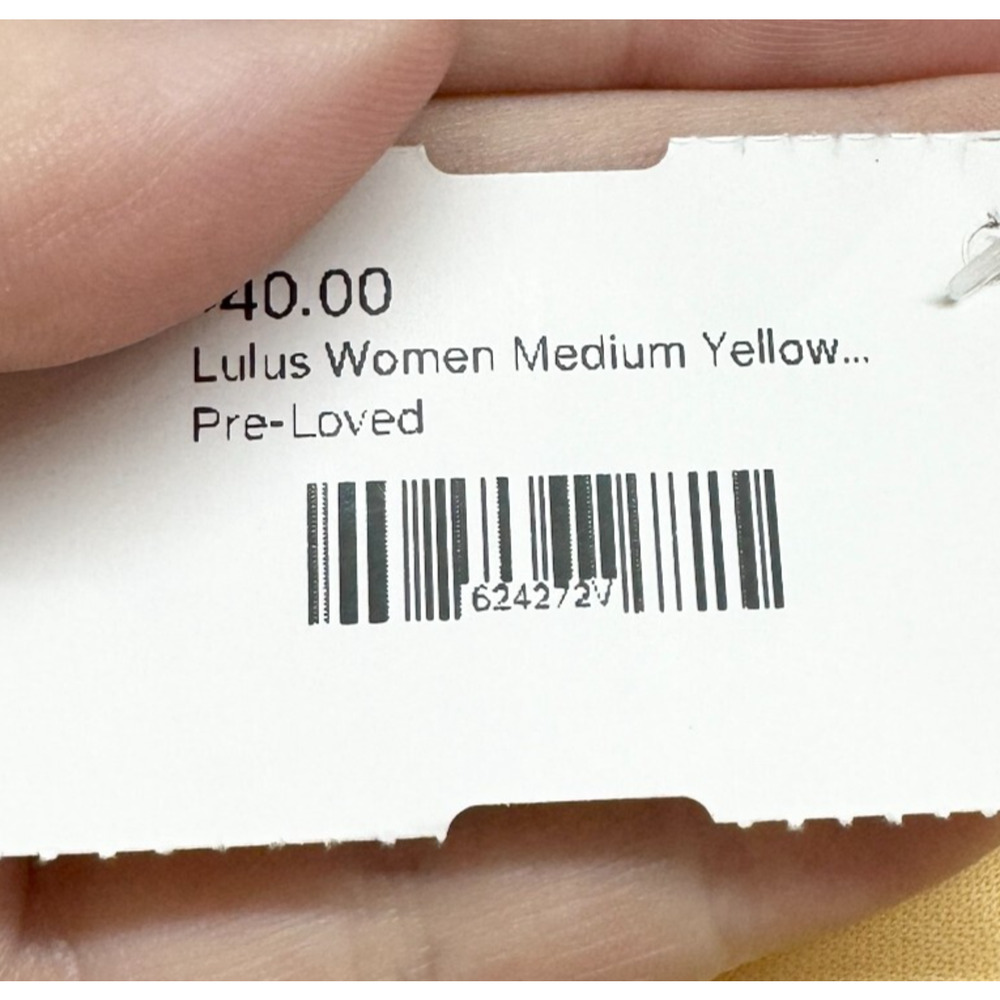 40.00
Lulus Women Medium Yellow...
Pre-Loved
624272V